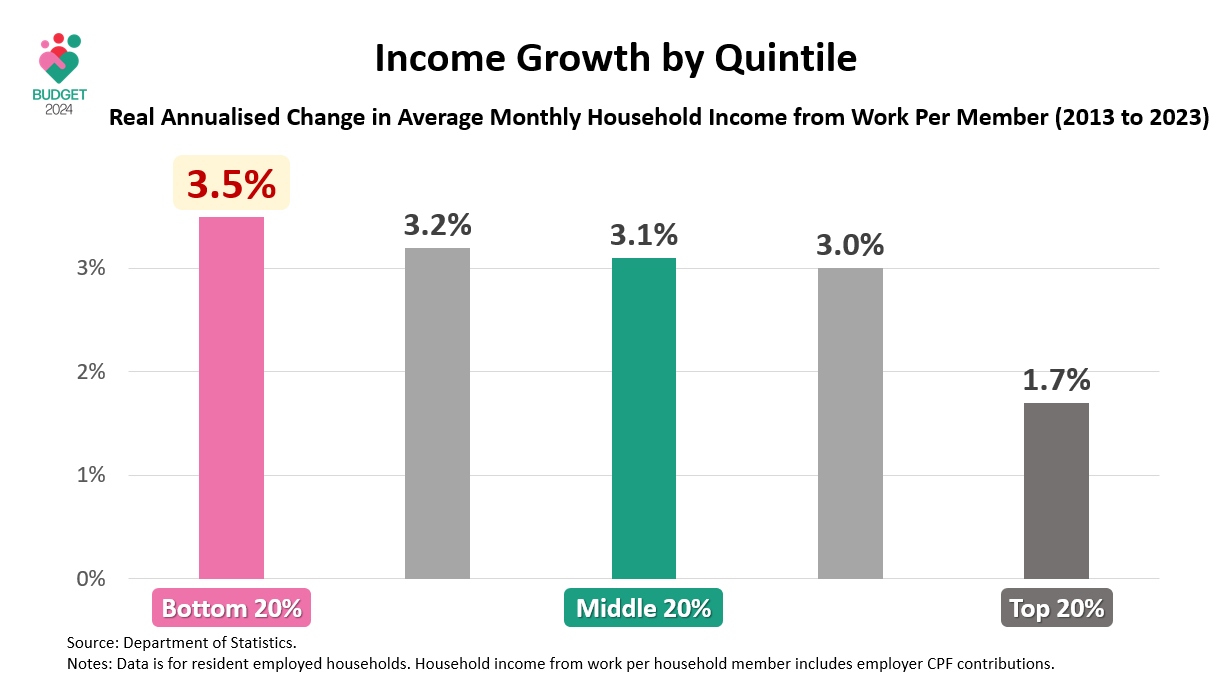 BUDGET
2024
Income Growth by Quintile
Real Annualised Change in Average Monthly Household Income from Work Per Member (2013 to 2023)
3.5%
3.2%
3.1%
3.0%
1.7%
3%
2%
1%
0%
Bottom 20%
Middle 20%
Top 20%
Source: Department of Statistics.
Notes: Data is for resident employed households. Household income from work per household member includes employer CPF contributions.